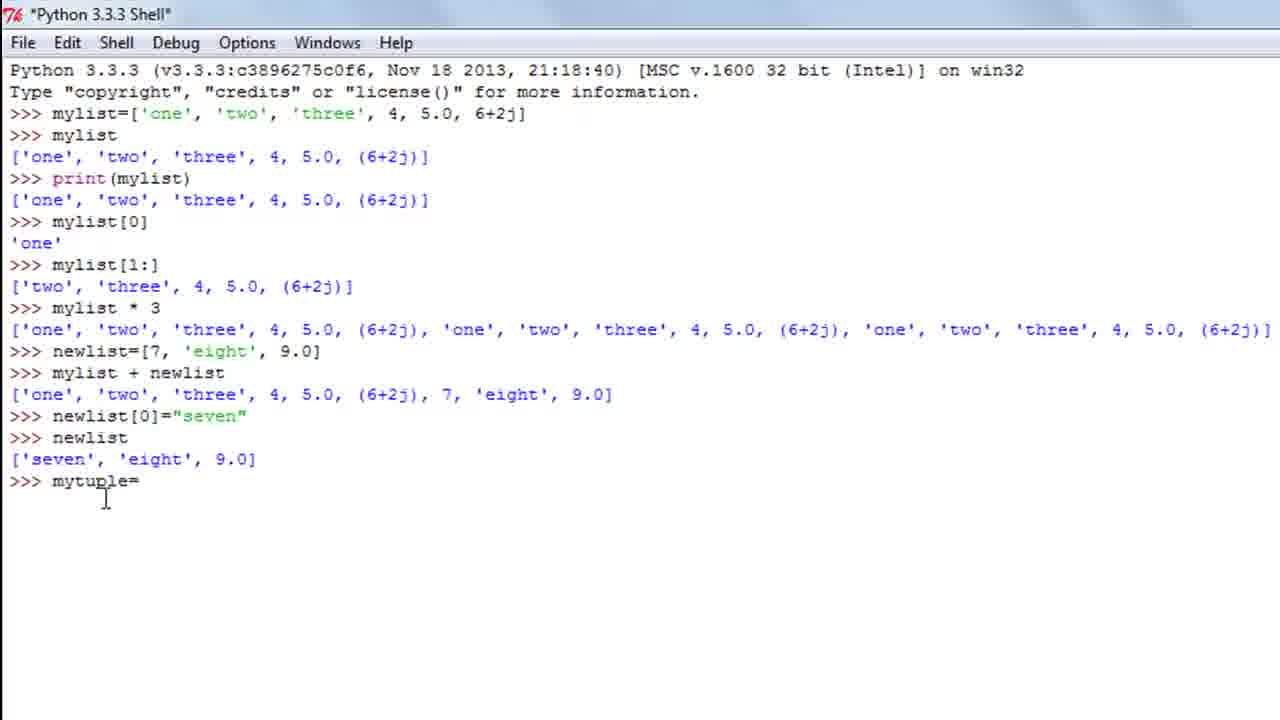 *Python 3.3.3 Shell*
File Edit Shell Debug Options Windows Help
Python 3.3.3 (v3.3.3:c3896275c0f6, Nov 18 2013, 21:18:40) [MSC v.1600 32 bit (Intel)] on win32
Type "copyright", "credits" or "license()" for more information.
>>> mylist=['one', 'two', 'three', 4, 5.0, 6+2j]
>>> mylist
['one', 'two', 'three', 4, 5.0, (6+2j)]
>>> print(mylist)
['one', 'two', 'three', 4, 5.0, (6+2j)]
>>> mylist[0]
'one'
>>> mylist[1:]
['two', 'three', 4, 5.0, (6+2j)]
>>> mylist * 3
['one', 'two', 'three', 4, 5.0, (6+2j), 'one', 'two', 'three', 4, 5.0, (6+2j), 'one', 'two', 'three', 4, 5.0, (6+2j)]
>>> newlist=[7, 'eight', 9.0]
>>> mylist + newlist
['one', 'two', 'three', 4, 5.0, (6+2j), 7, 'eight', 9.0]
>>> newlist[0]="seven"
>>> newlist
['seven', 'eight', 9.0]
>>> mytuple=